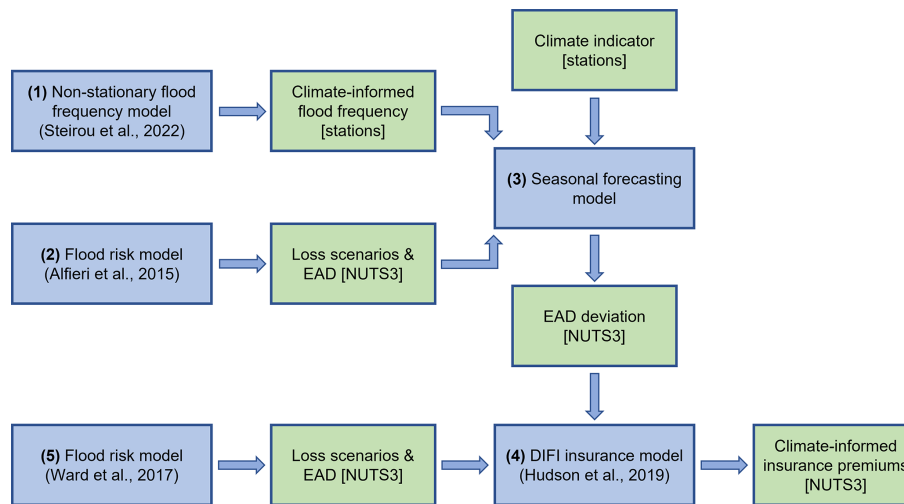 Climate indicator
[stations]
(1) Non-stationary flood
frequency model
(Steirou et al., 2022)
Climate-informed
flood frequency
[stations]
(3) Seasonal forecasting
model
(2) Flood risk model
(Alfieri et al., 2015)
Loss scenarios &
EAD [NUTS3]
EAD deviation
[NUTS3]
(5) Flood risk model
(Ward et al., 2017)
Loss scenarios &
EAD [NUTS3]
(4) DIFI insurance model
(Hudson et al., 2019)
Climate-informed
insurance premiums
[NUTS3]